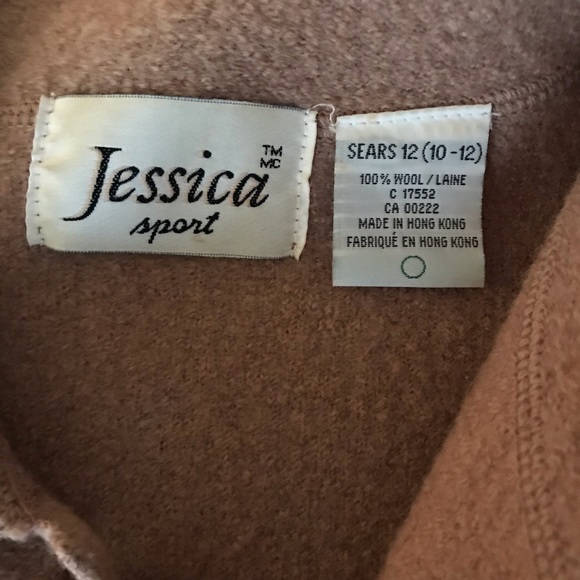 Jessica TM MC
sport
SEARS 12 (10-12)
100% WOOL / LAINE
C 17552
CA 00222
MADE IN HONG KONG
FABRIQUÉ EN HONG KONG